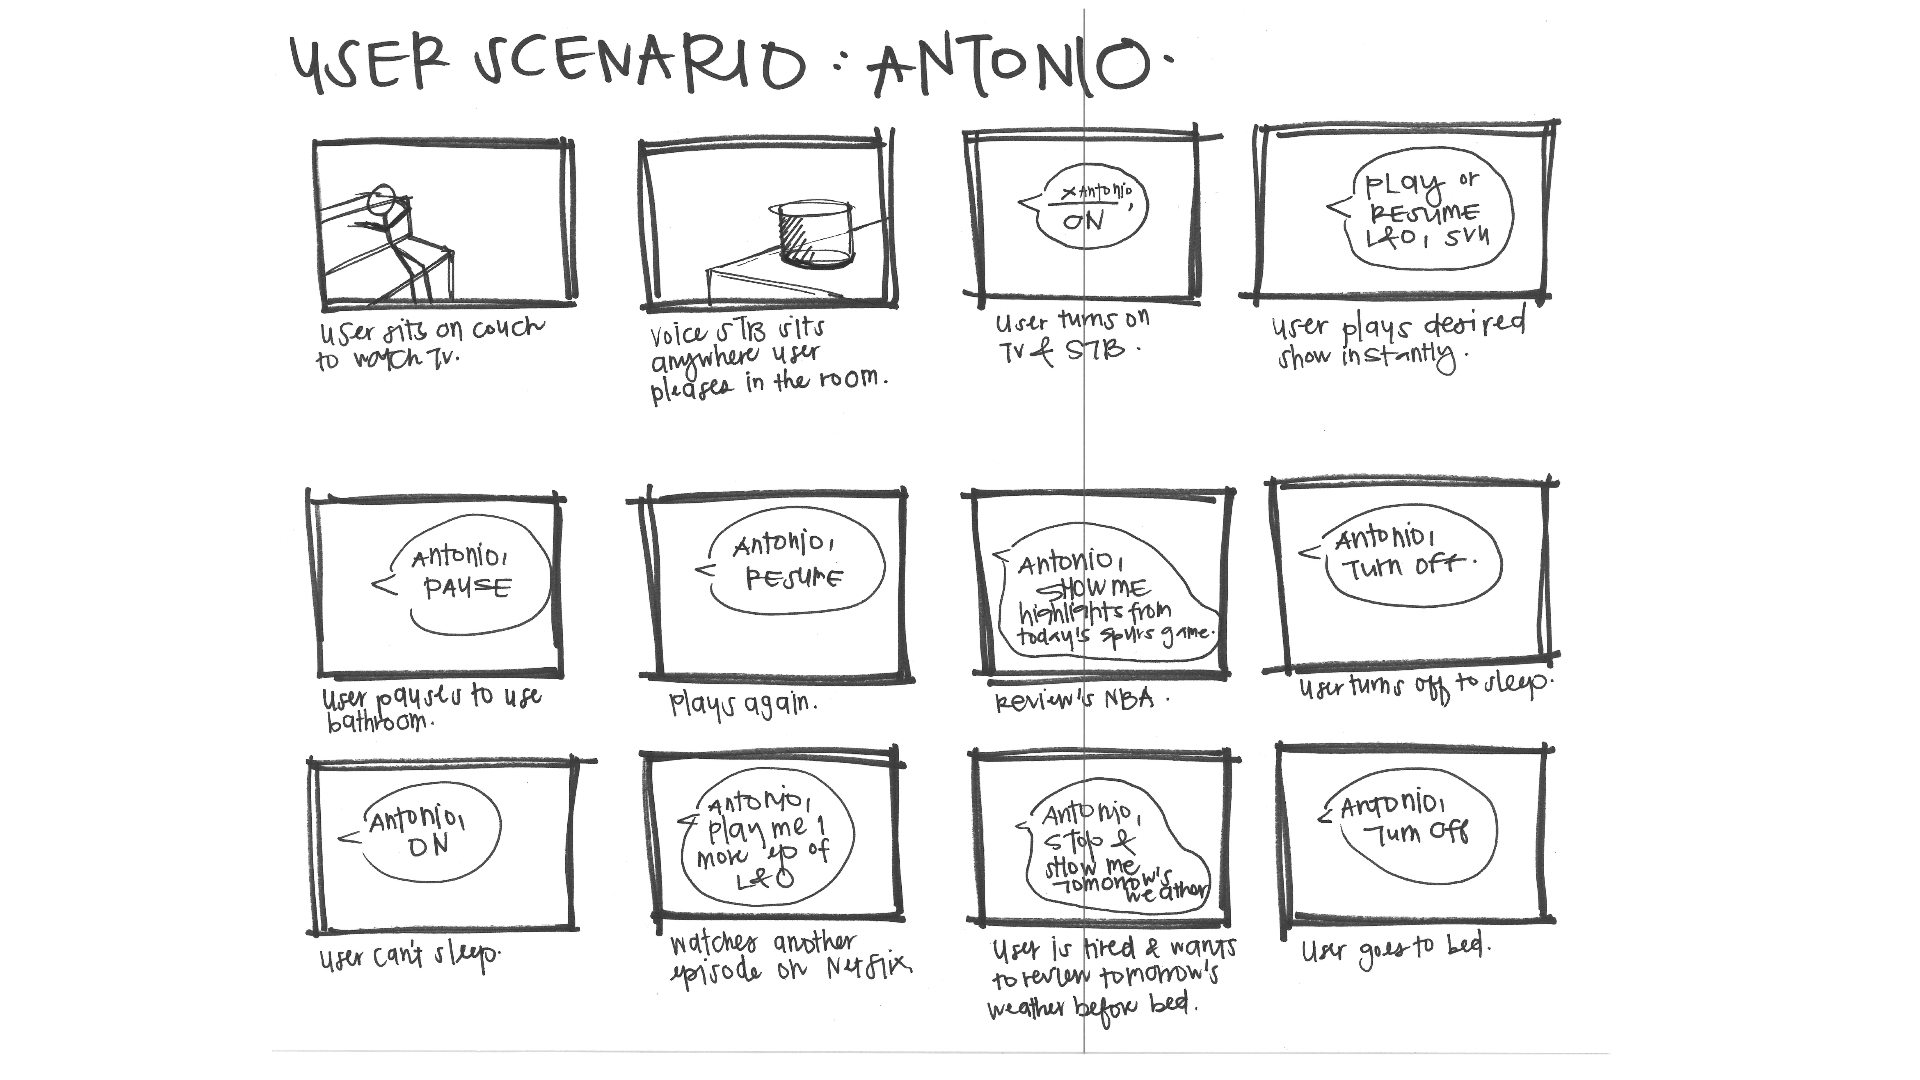 USER SCENARIO: ANTONIO.
x Antonio,
ON
PLAY or
RESUME
L&O, SVU
user sits on couch
to watch Tv.
Voice STB sits
anywhere user
pleases in the room.
User turns on
TV & STB.
user plays desired
show instantly.
Antonio,
PAUSE
Antonio,
RESUME
Antonio,
SHOW ME
highlights from
today's spurs game.
Antonio,
Turn off.
user pauses to use
bathroom.
Plays again.
Review's NBA.
User turns off to sleep.
Antonio,
ON
Antonio,
play me 1
more ep of
L&O
Antonio,
STOP &
SHOW me
Tomorrow's
weather
Antonio,
Turn Off
User can't sleep.
Watches another
episode on Netflix.
User is tired & wants
to review tomorrow's
weather before bed.
User goes to bed.